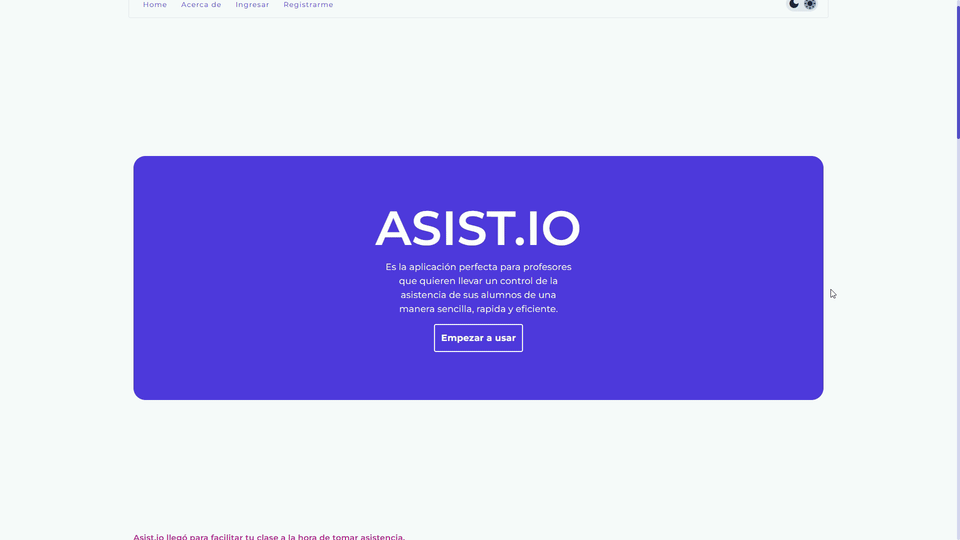 Home Acerca de Ingresar Registrarme
ASIST.IO
Es la aplicación perfecta para profesores
que quieren llevar un control de la
asistencia de sus alumnos de una
manera sencilla, rapida y eficiente.
Empezar a usar
Asist.io llegó para facilitar tu clase a la hora de tomar asistencia.